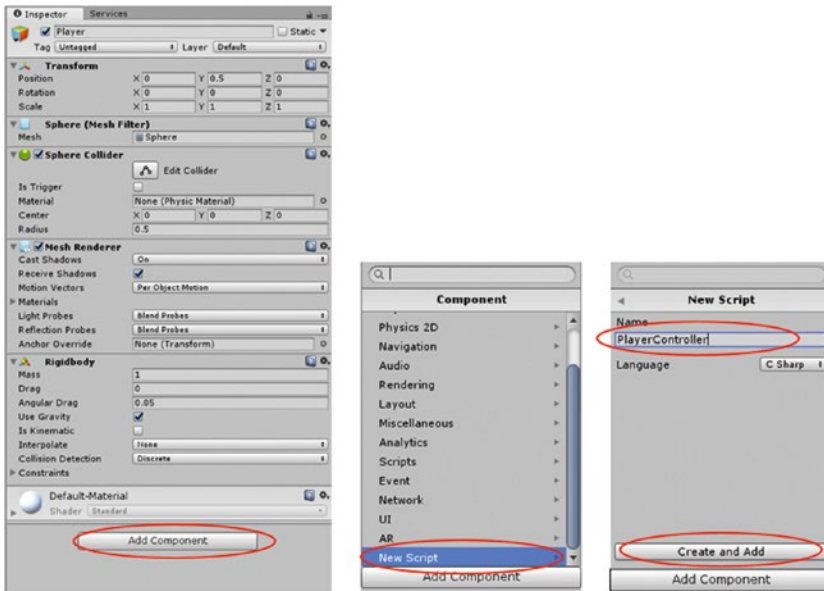 Inspector Services
Player Static
Tag Untagged Layer Default
Transform
Position X 0 Y 0.5 Z 0
Rotation X 0 Y 0 Z 0
Scale X 1 Y 1 Z 1
Sphere (Mesh Filter)
Mesh Sphere
Sphere Collider
Edit Collider
Is Trigger
Material None (Physic Material)
Center X 0 Y 0 Z 0
Radius 0.5
Mesh Renderer
Cast Shadows On
Receive Shadows
Motion Vectors Per Object Motion
Materials
Light Probes Blend Probes
Reflection Probes Blend Probes
Anchor Override None (Transform)
Rigidbody
Mass 1
Drag 0
Angular Drag 0.05
Use Gravity
Is Kinematic
Interpolate None
Collision Detection Discrete
Constraints
Default-Material
Shader Standard
Add Component
Component
Physics 2D
Navigation
Audio
Rendering
Layout
Miscellaneous
Analytics
Scripts
Event
Network
UI
AR
New Script
Add Component
New Script
Name
PlayerController
Language C Sharp
Create and Add
Add Component